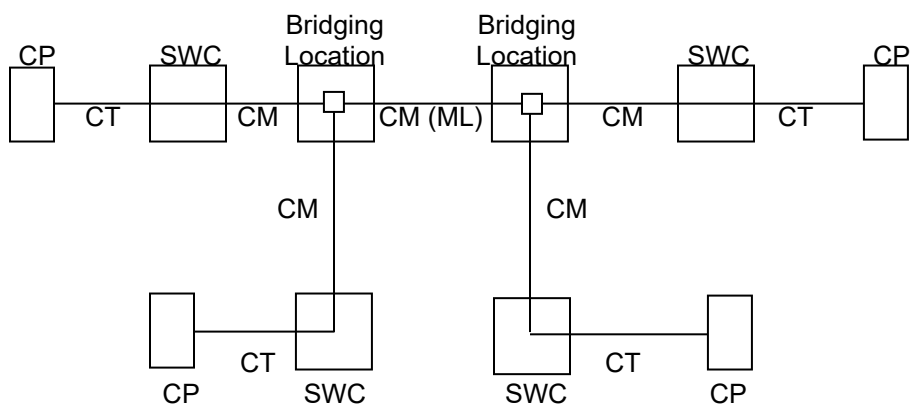 Bridging Bridging
CP SWC Location Location SWC CP
CT CM CM (ML) CM CT
CM CM
CT CT
CP SWC SWC CP